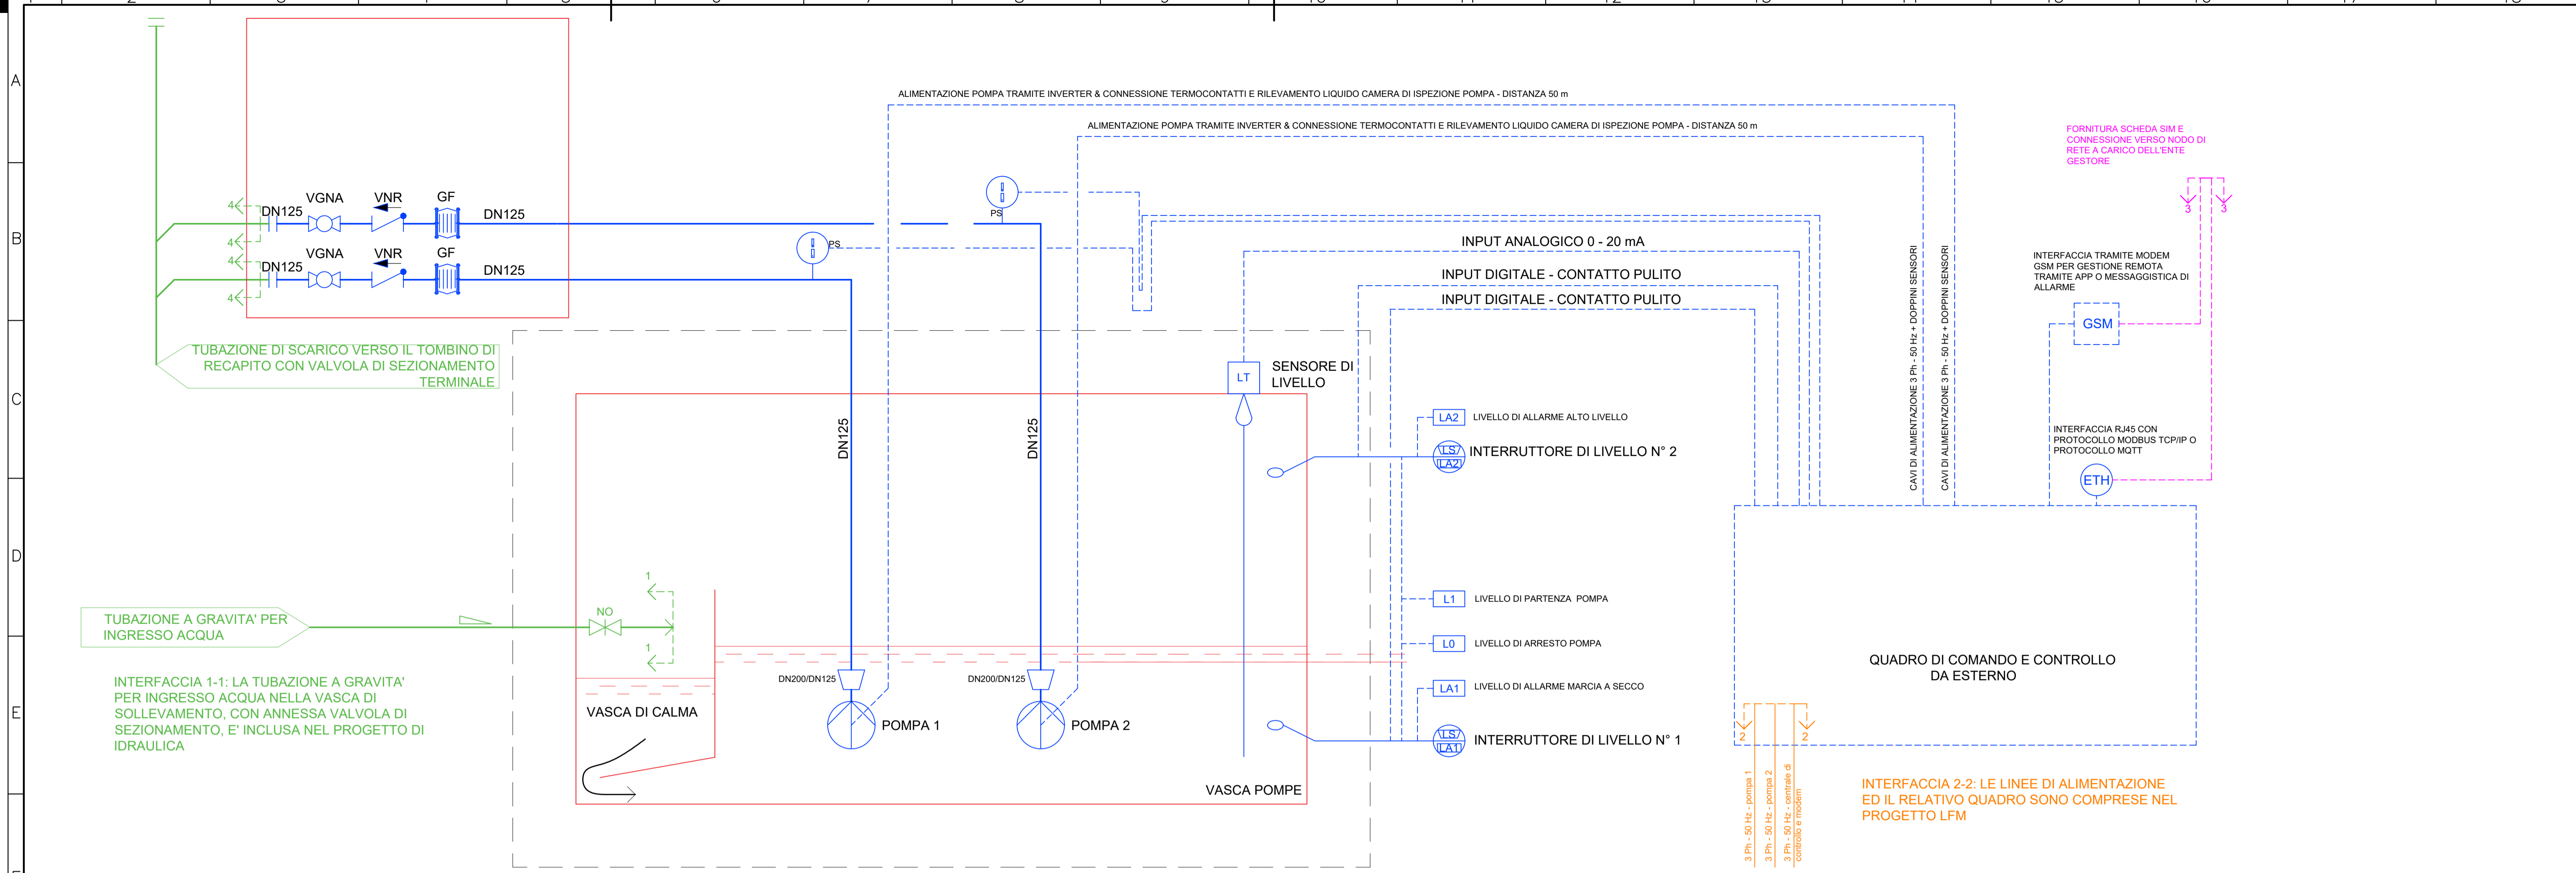 A
B
C
D
E
ALIMENTAZIONE POMPA TRAMITE INVERTER & CONNESSIONE TERMOCONTATTI E RILEVAMENTO LIQUIDO CAMERA DI ISPEZIONE POMPA - DISTANZA 50 m
ALIMENTAZIONE POMPA TRAMITE INVERTER & CONNESSIONE TERMOCONTATTI E RILEVAMENTO LIQUIDO CAMERA DI ISPEZIONE POMPA - DISTANZA 50 m
FORNITURA SCHEDA SIM E
CONNESSIONE VERSO NODO DI
RETE A CARICO DELL'ENTE
GESTORE
3
3
4
DN125
VGNA
VNR
GF
DN125
4
PS
4
DN125
VGNA
VNR
GF
DN125
4
PS
INPUT ANALOGICO 0 - 20 mA
INPUT DIGITALE - CONTATTO PULITO
INPUT DIGITALE - CONTATTO PULITO
CAVI DI ALIMENTAZIONE 3 Ph - 50 Hz + DOPPINI SENSORI
CAVI DI ALIMENTAZIONE 3 Ph - 50 Hz + DOPPINI SENSORI
INTERFACCIA TRAMITE MODEM
GSM PER GESTIONE REMOTA
TRAMITE APP O MESSAGGISTICA DI
ALLARME
GSM
TUBAZIONE DI SCARICO VERSO IL TOMBINO DI
RECAPITO CON VALVOLA DI SEZIONAMENTO
TERMINALE
LT
SENSORE DI
LIVELLO
DN125
DN125
LA2
LIVELLO DI ALLARME ALTO LIVELLO
LS
LA2
INTERRUTTORE DI LIVELLO N° 2
INTERFACCIA RJ45 CON
PROTOCOLLO MODBUS TCP/IP O
PROTOCOLLO MQTT
ETH
1
NO
1
TUBAZIONE A GRAVITA' PER
INGRESSO ACQUA
L1
LIVELLO DI PARTENZA POMPA
L0
LIVELLO DI ARRESTO POMPA
LA1
LIVELLO DI ALLARME MARCIA A SECCO
LS
LA1
INTERRUTTORE DI LIVELLO N° 1
DN200/DN125
DN200/DN125
INTERFACCIA 1-1: LA TUBAZIONE A GRAVITA'
PER INGRESSO ACQUA NELLA VASCA DI
SOLLEVAMENTO, CON ANNESSA VALVOLA DI
SEZIONAMENTO, E' INCLUSA NEL PROGETTO DI
IDRAULICA
VASCA DI CALMA
POMPA 1
POMPA 2
VASCA POMPE
QUADRO DI COMANDO E CONTROLLO
DA ESTERNO
2
2
3 Ph - 50 Hz - pompa 1
3 Ph - 50 Hz - pompa 2
3 Ph - 50 Hz - centrale di
controllo e modem
INTERFACCIA 2-2: LE LINEE DI ALIMENTAZIONE
ED IL RELATIVO QUADRO SONO COMPRESE NEL
PROGETTO LFM